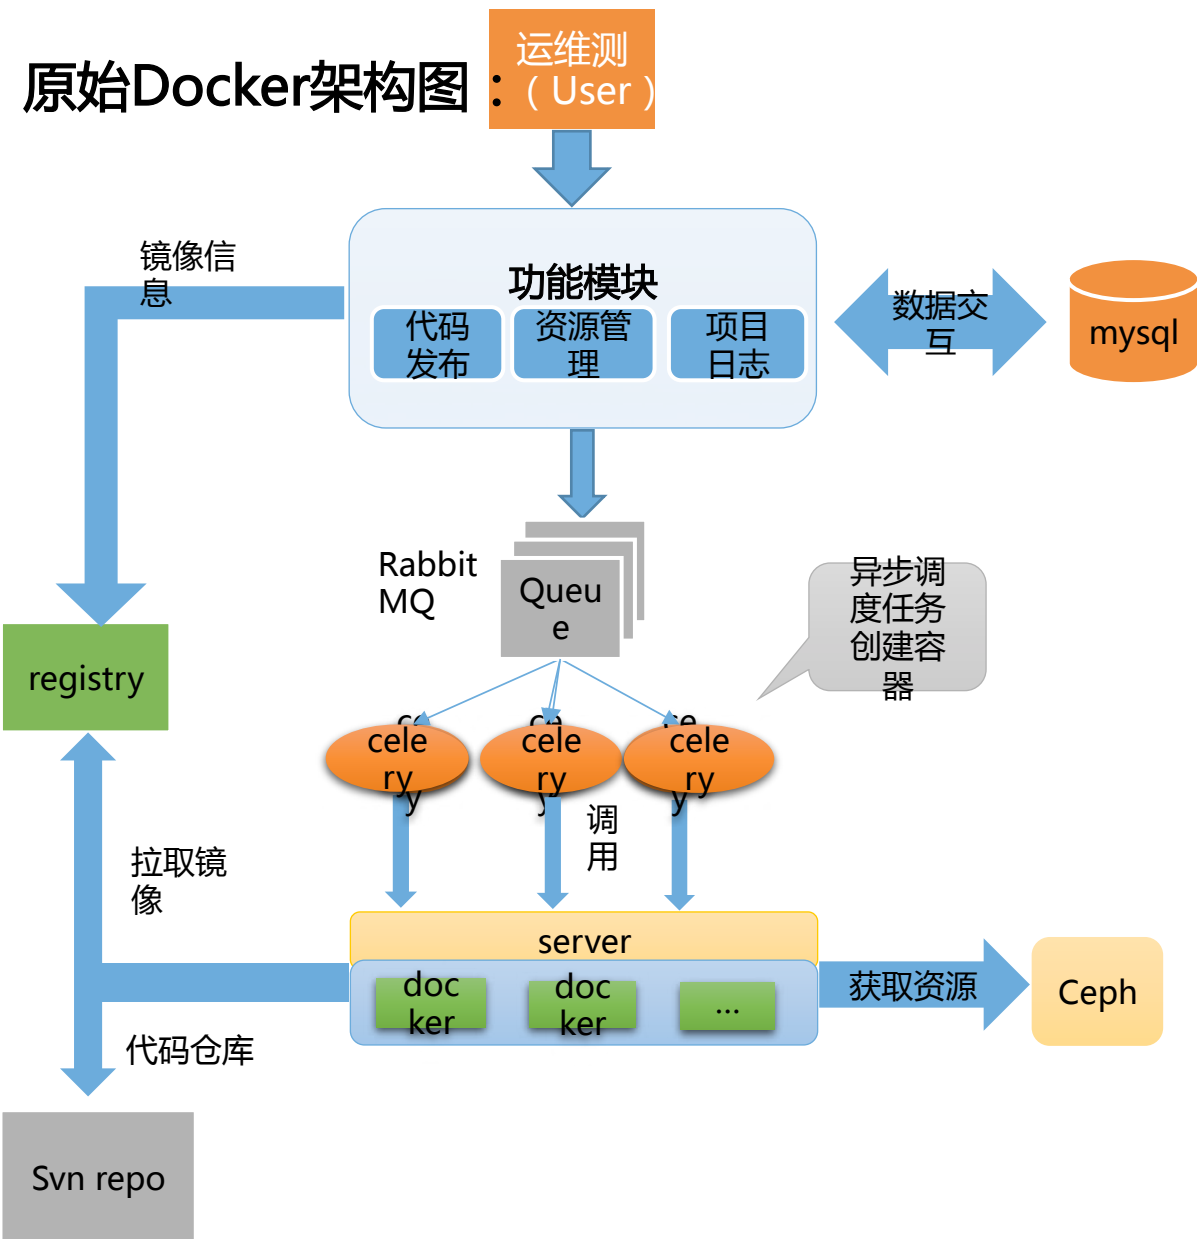 运维测
（User）
原始Docker架构图：
镜像信
息
功能模块
代码
发布
资源管
理
项目
日志
数据交
互
mysql
Rabbit
MQ
Queu
e
异步调
度任务
创建容
器
registry
cele
ry
cele
ry
cele
ry
调
用
拉取镜
像
server
doc
ker
doc
ker
...
获取资源
Ceph
代码仓库
Svn repo